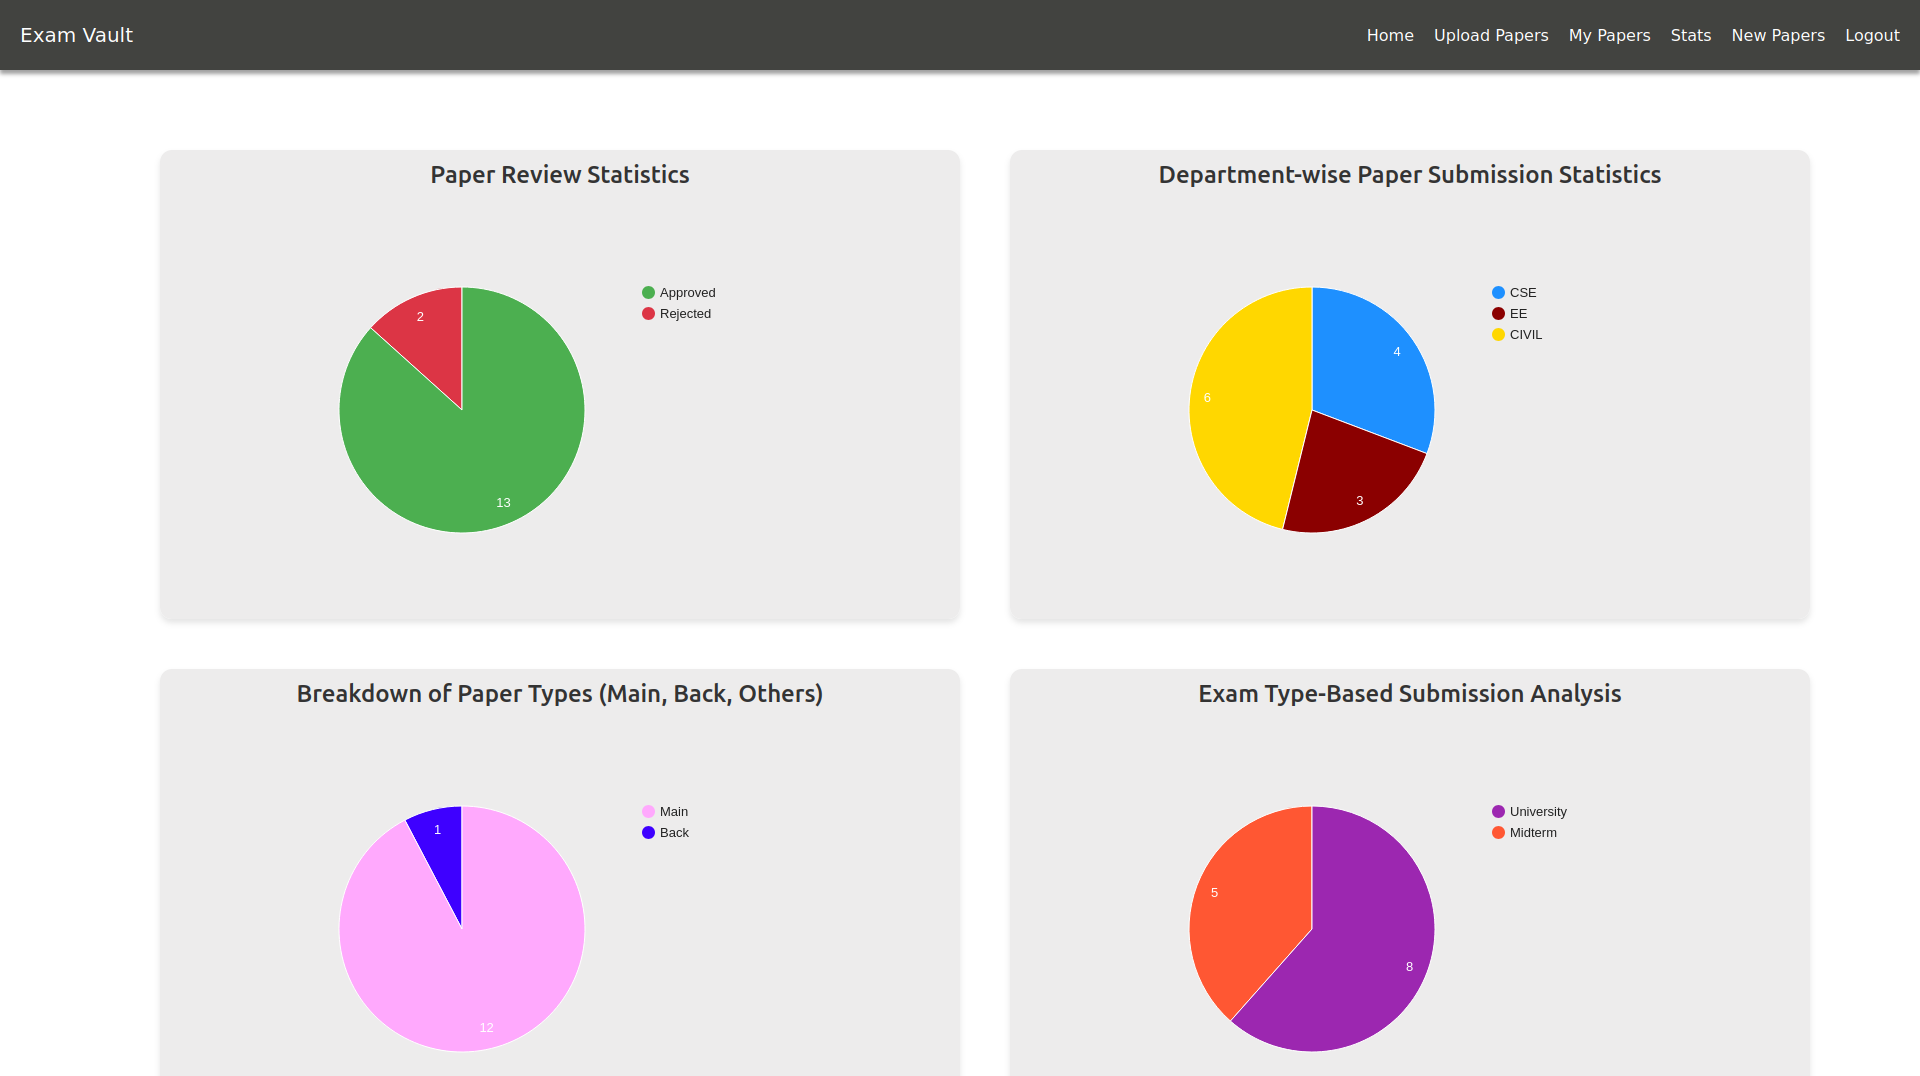 Exam Vault
Home Upload Papers My Papers Stats New Papers Logout
Paper Review Statistics
Approved
Rejected
2
13
Department-wise Paper Submission Statistics
CSE
EE
CIVIL
4
6
3
Breakdown of Paper Types (Main, Back, Others)
Main
Back
1
12
Exam Type-Based Submission Analysis
University
Midterm
5
8